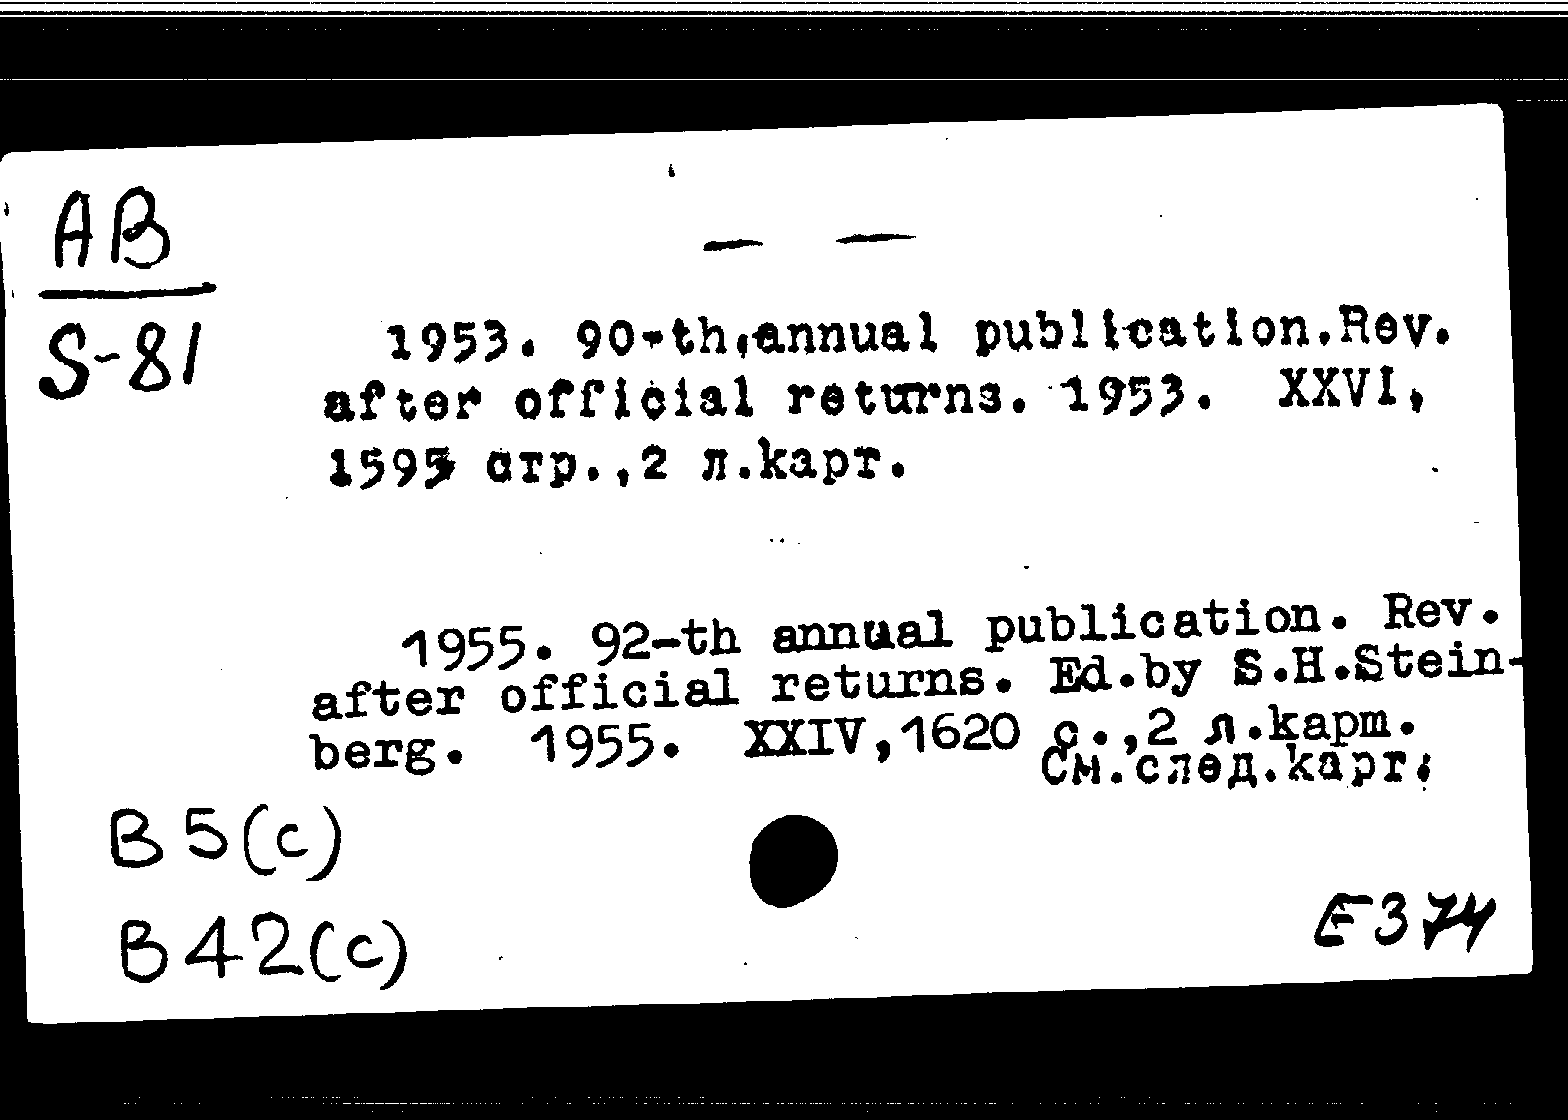 AB
S-81
— —
1953. 90-th annual publication. Rev.
after official returns. 1953. XXVI,
1595 стр., 2 л.карт.
1955. 92-th annual publication. Rev.
after official returns. Ed.by S.H.Stein-
berg. 1955. XXIV,1620 с.,2 л.карт.
См.след.карт.
B 5(c)
B 42(c)
E374